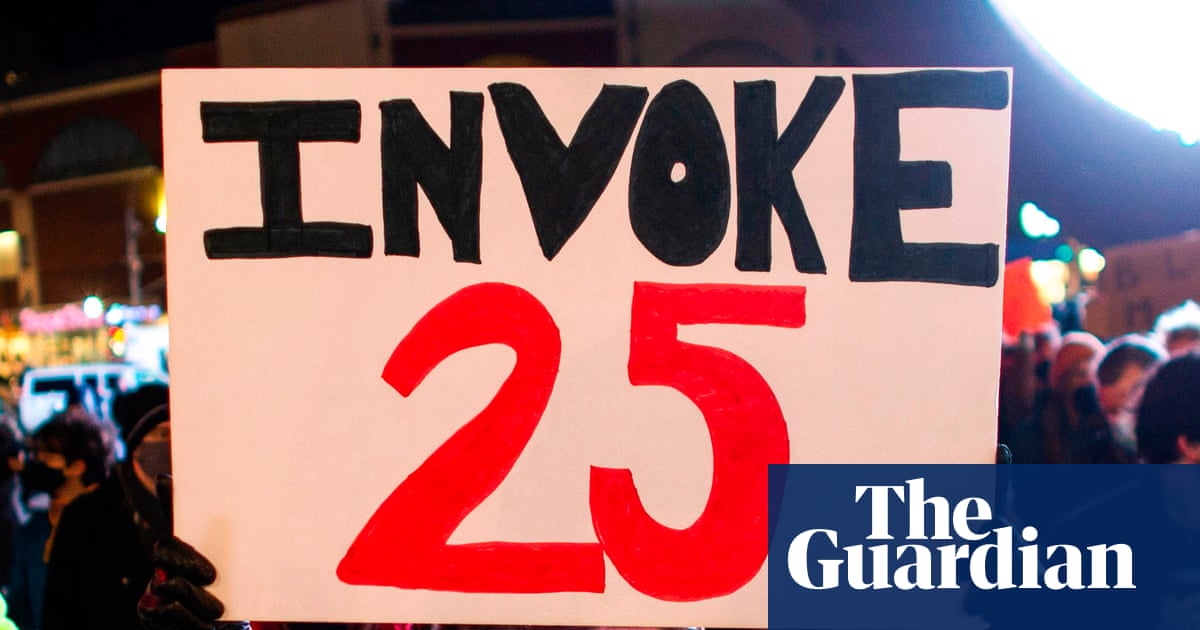 INVOKE
25
The
Guardian